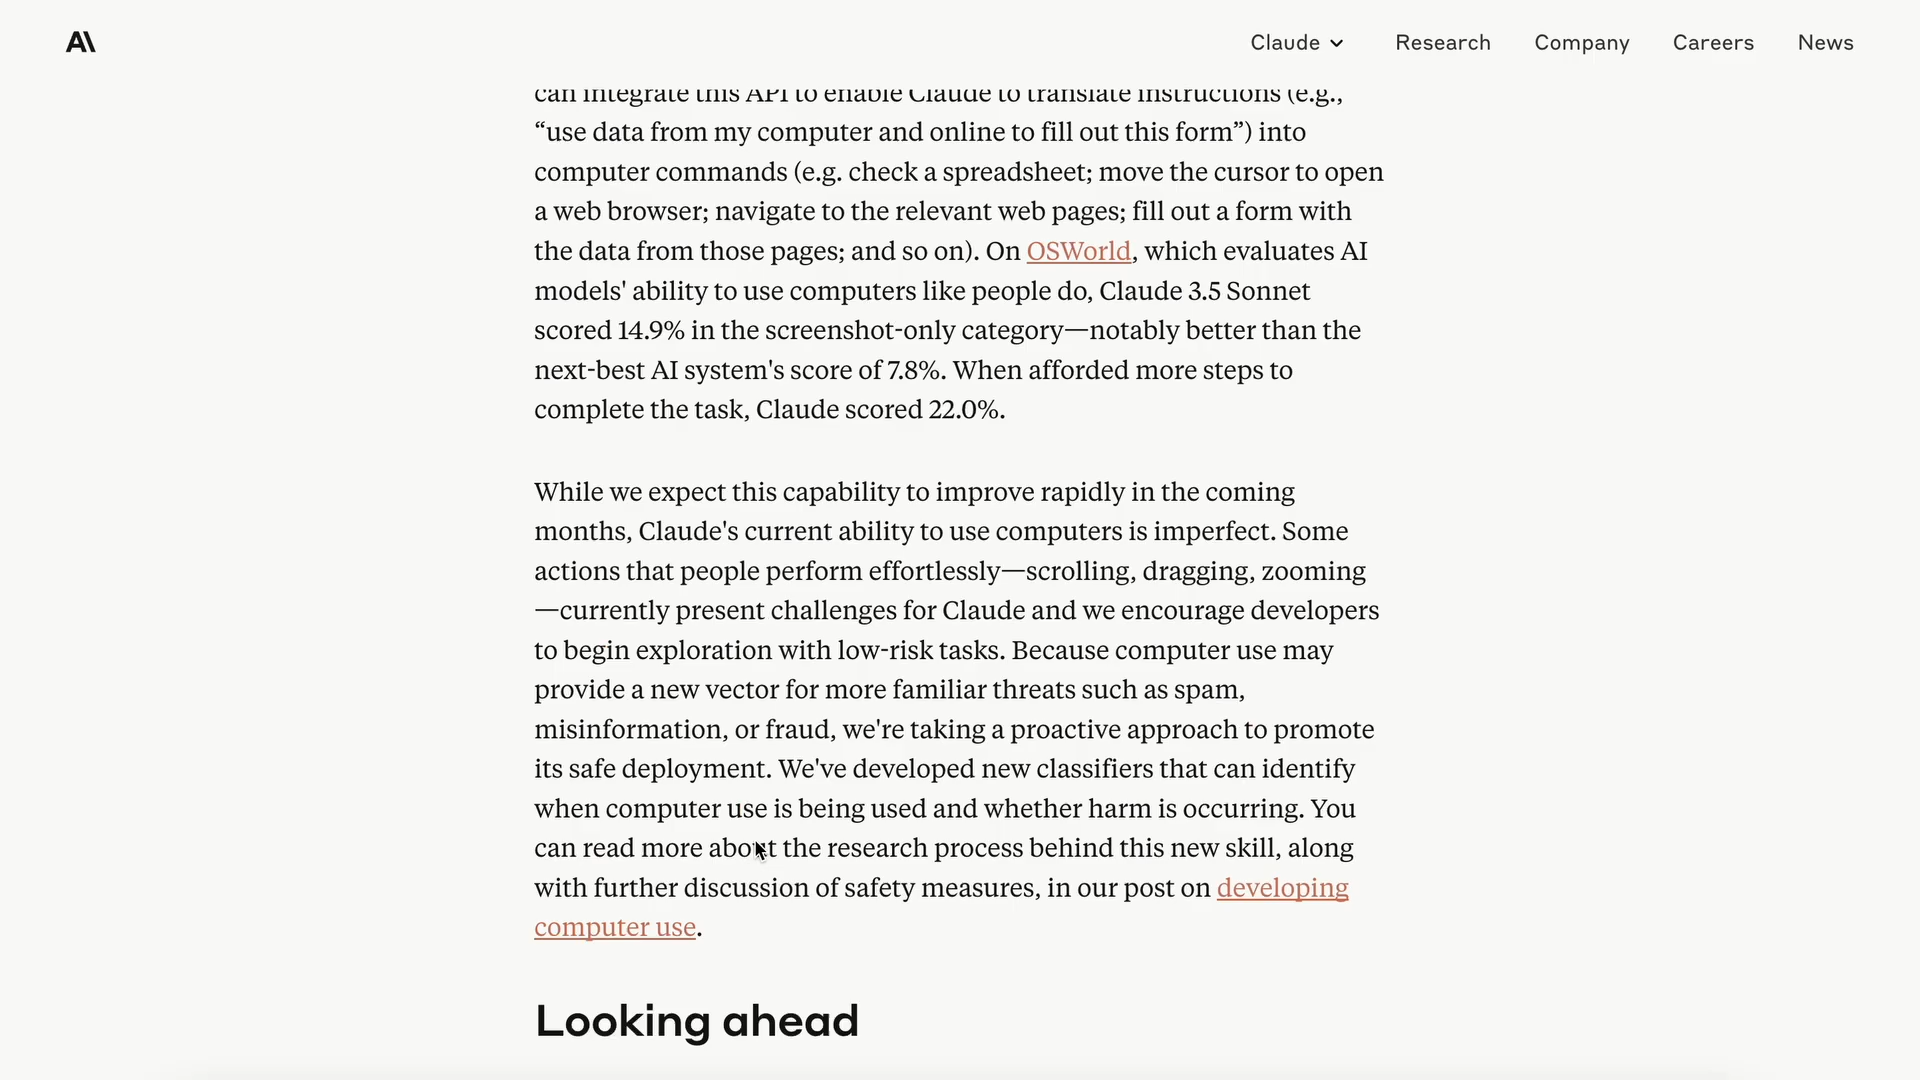 Claude
Research
Company
Careers
News
can integrate this API to enable Claude to translate instructions (e.g.,
“use data from my computer and online to fill out this form”) into
computer commands (e.g. check a spreadsheet; move the cursor to open
a web browser; navigate to the relevant web pages; fill out a form with
the data from those pages; and so on). On OSWorld, which evaluates AI
models' ability to use computers like people do, Claude 3.5 Sonnet
scored 14.9% in the screenshot-only category—notably better than the
next-best AI system's score of 7.8%. When afforded more steps to
complete the task, Claude scored 22.0%.
While we expect this capability to improve rapidly in the coming
months, Claude's current ability to use computers is imperfect. Some
actions that people perform effortlessly—scrolling, dragging, zooming
—currently present challenges for Claude and we encourage developers
to begin exploration with low-risk tasks. Because computer use may
provide a new vector for more familiar threats such as spam,
misinformation, or fraud, we're taking a proactive approach to promote
its safe deployment. We've developed new classifiers that can identify
when computer use is being used and whether harm is occurring. You
can read more about the research process behind this new skill, along
with further discussion of safety measures, in our post on developing
computer use.
Looking ahead